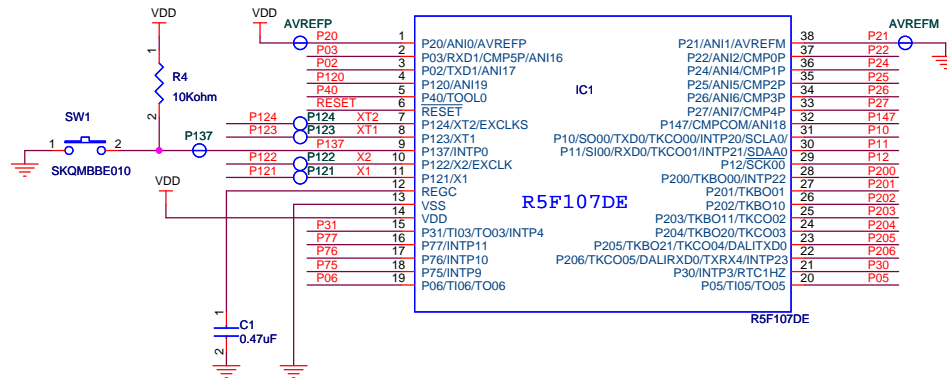 VDD
VDD
AVREFP
AVREFM
1
R4
10Kohm
2
SW1
1
2
SKQMBBE010
P137
VDD
P20 1 P20/ANI0/AVREFP
P03 2 P03/RXD1/CMP5P/ANI16
P02 3 P02/TXD1/ANI17
P120 4 P120/ANI19
P40 5 P40/TOOL0
RESET 6 RESET
P124 P124 XT2 7 P124/XT2/EXCLKS
P123 P123 XT1 8 P123/XT1
P137 9 P137/INTP0
P122 P122 X2 10 P122/X2/EXCLK
P121 P121 X1 11 P121/X1
12 REGC
13 VSS
14 VDD
P31 15 P31/TI03/TO03/INTP4
P77 16 P77/INTP11
P76 17 P76/INTP10
P75 18 P75/INTP9
P06 19 P06/TI06/TO06
IC1
R5F107DE
P21/ANI1/AVREFM 38 P21
P22/ANI2/CMP0P 37 P22
P24/ANI4/CMP1P 36 P24
P25/ANI5/CMP2P 35 P25
P26/ANI6/CMP3P 34 P26
P27/ANI7/CMP4P 33 P27
P147/CMPCOM/ANI18 32 P147
P10/SO00/TXD0/TKCO00/INTP20/SCLA0/ 31 P10
P11/SI00/RXD0/TKCO01/INTP21/SDAA0 30 P11
P12/SCK00 29 P12
P200/TKBO00/INTP22 28 P200
P201/TKBO01 27 P201
P202/TKBO10 26 P202
P203/TKBO11/TKCO02 25 P203
P204/TKBO20/TKCO03 24 P204
P205/TKBO21/TKCO04/DALITXD0 23 P205
P206/TKCO05/DALIRXD0/TXRX4/INTP23 22 P206
P30/INTP3/RTC1HZ 21 P30
P05/TI05/TO05 20 P05
R5F107DE
1
C1
0.47uF
2